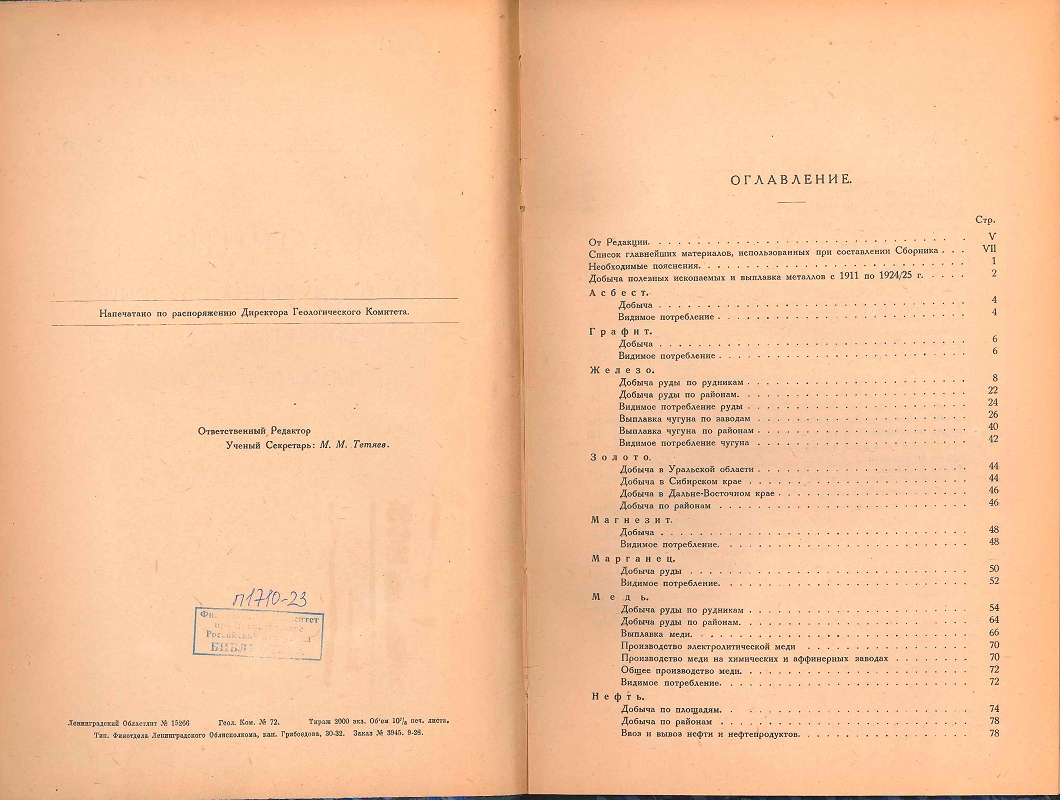 Напечатано по распоряжению Директора Геологического Комитета.
Ответственный Редактор
Ученый Секретарь: М. М. Тетяев.
п1710-23
БИБЛ
Ленинградский Областлит № 15266 Геол. Ком. № 72. Тираж 2000 экз. Об'ем печ. листа.
Тип. Финотдела Ленинградского Облисполкома, кан. Грибоедова, 30-32. Заказ № 3945. 9-26.
ОГЛАВЛЕНИЕ.
Стр.
От Редакции. V
Список главнейших материалов, использованных при составлении Сборника VII
Необходимые пояснения. 1
Добыча полезных ископаемых и выплавка металлов с 1911 по 1924/25 г. 2
Асбест.
Добыча 4
Видимое потребление 4
Графит.
Добыча 6
Видимое потребление 6
Железо.
Добыча руды по рудникам 8
Добыча руды по районам. 22
Видимое потребление руды 24
Выплавка чугуна по заводам 26
Выплавка чугуна по районам 40
Видимое потребление чугуна 42
Золото.
Добыча в Уральской области 44
Добыча в Сибирском крае 44
Добыча в Дальне-Восточном крае 46
Добыча по районам 46
Магнезит.
Добыча 48
Видимое потребление. 48
Марганец.
Добыча руды 50
Видимое потребление. 52
Медь.
Добыча руды по рудникам 54
Добыча руды по районам. 64
Выплавка меди. 66
Производство электролитической меди 70
Производство меди на химических и аффинерных заводах 70
Общее производство меди. 72
Видимое потребление. 72
Нефть.
Добыча по площадям. 74
Добыча по районам 78
Ввоз и вывоз нефти и нефтепродуктов. 78